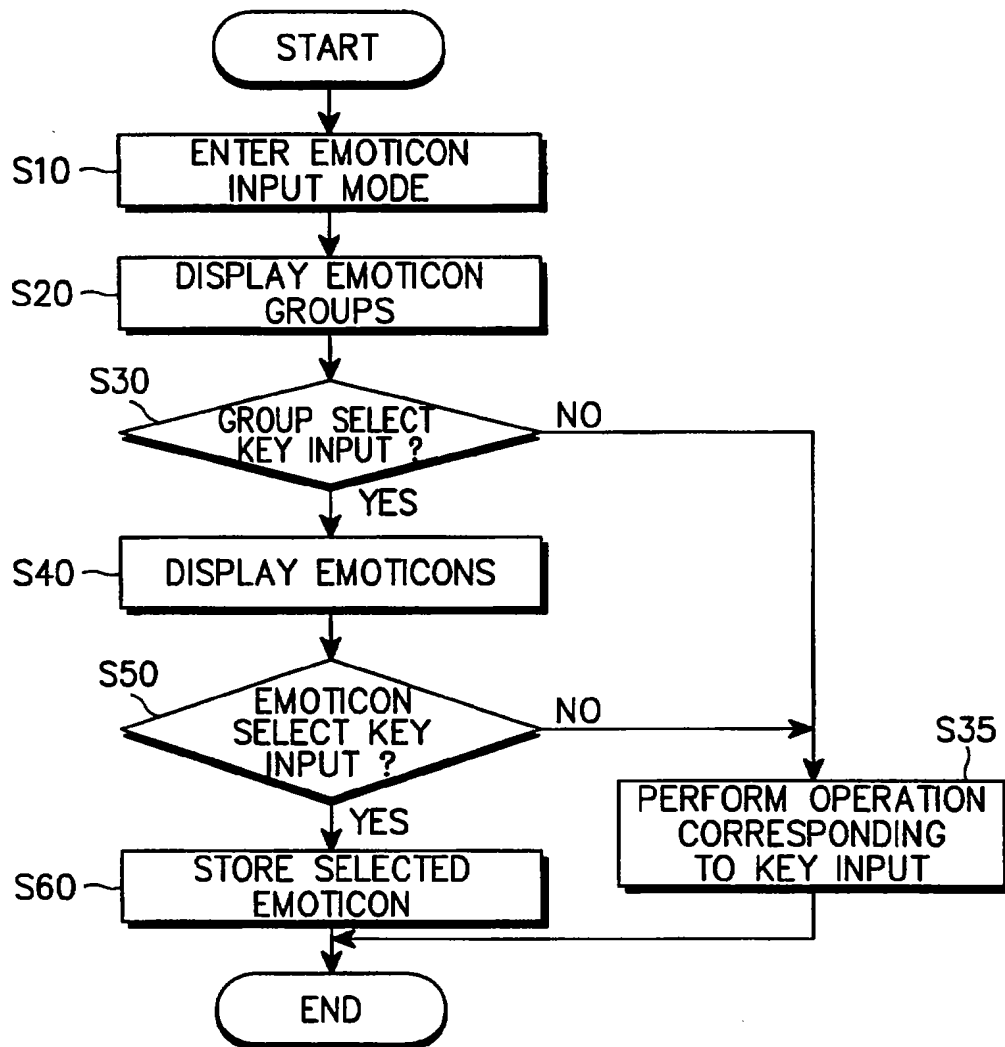 START
S10
ENTER EMOTICON
INPUT MODE
S20
DISPLAY EMOTICON
GROUPS
S30
GROUP SELECT
KEY INPUT ?
NO
YES
S40
DISPLAY EMOTICONS
S50
EMOTICON
SELECT KEY
INPUT ?
NO
YES
S35
PERFORM OPERATION
CORRESPONDING
TO KEY INPUT
S60
STORE SELECTED
EMOTICON
END